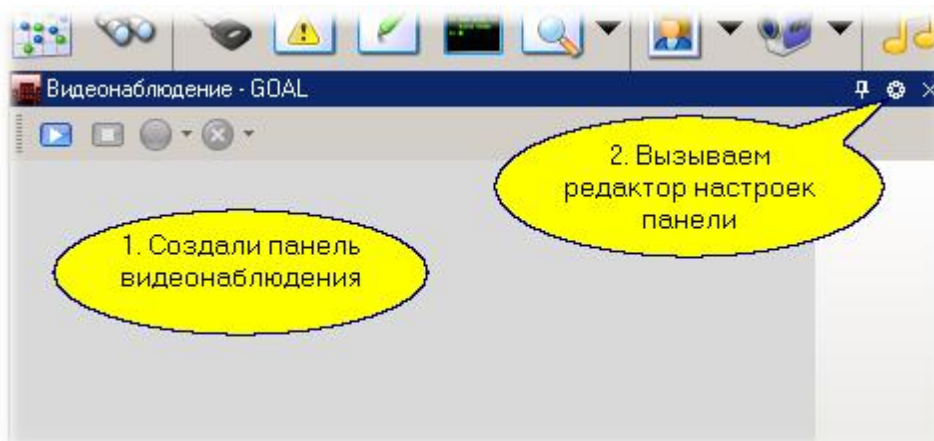 Видеонаблюдение - GOAL
2. Вызываем
редактор настроек
панели
1. Создали панель
видеонаблюдения